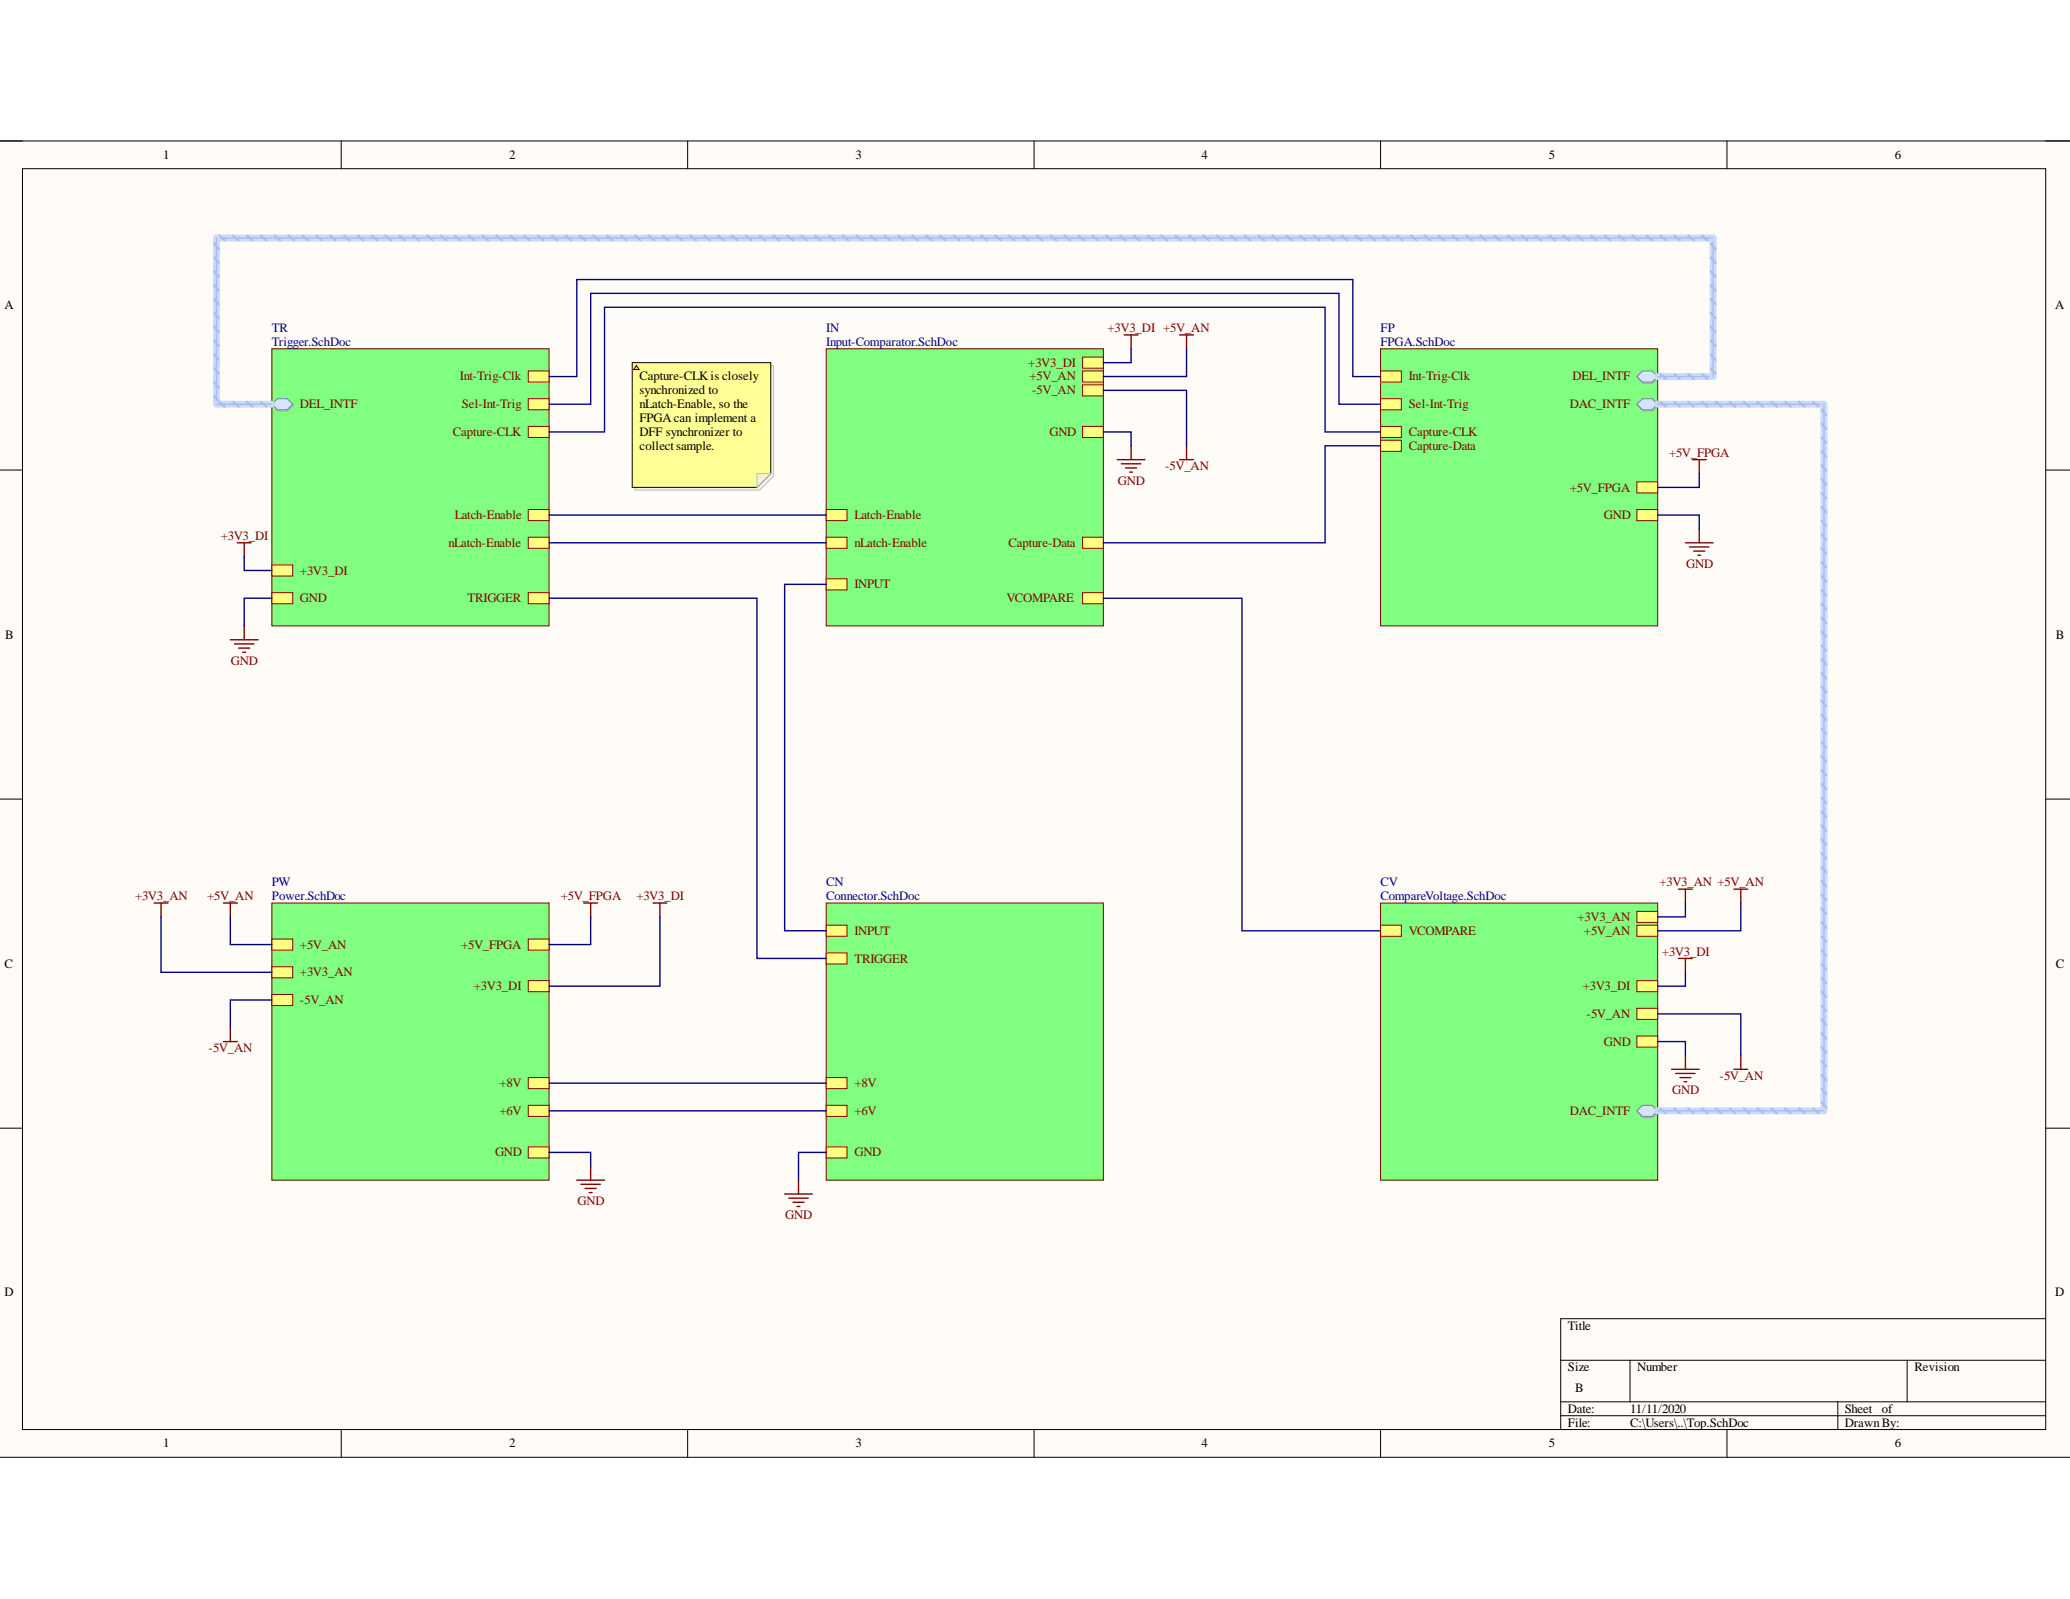 1 2 3 4 5 6
A A
TR
Trigger.SchDoc
Int-Trig-Clk
DEL_INTF Sel-Int-Trig
Capture-CLK
Latch-Enable
nLatch-Enable
+3V3_DI
+3V3_DI
GND TRIGGER
GND
Capture-CLK is closely
synchronized to
nLatch-Enable, so the
FPGA can implement a
DFF synchronizer to
collect sample.
IN
Input-Comparator.SchDoc
+3V3_DI +5V_AN
+3V3_DI
+5V_AN
-5V_AN
GND
GND
-5V_AN
Latch-Enable
nLatch-Enable Capture-Data
INPUT
VCOMPARE
FP
FPGA.SchDoc
Int-Trig-Clk DEL_INTF
Sel-Int-Trig DAC_INTF
Capture-CLK
Capture-Data
+5V_FPGA
+5V_FPGA
GND
GND
B B
PW
Power.SchDoc
+3V3_AN +5V_AN +5V_FPGA +3V3_DI
+5V_AN +5V_FPGA
+3V3_AN
+3V3_DI
-5V_AN
-5V_AN
+8V
+6V
GND
GND
CN
Connector.SchDoc
INPUT
TRIGGER
+8V
+6V
GND
GND
CV
CompareVoltage.SchDoc
+3V3_AN +5V_AN
+3V3_AN
VCOMPARE +5V_AN
+3V3_DI
+3V3_DI
-5V_AN
GND
GND
-5V_AN
DAC_INTF
C C
D D
Title
Size Number Revision
B
Date: 11/11/2020 Sheet of
File: C:\Users\..\Top.SchDoc Drawn By:
1 2 3 4 5 6